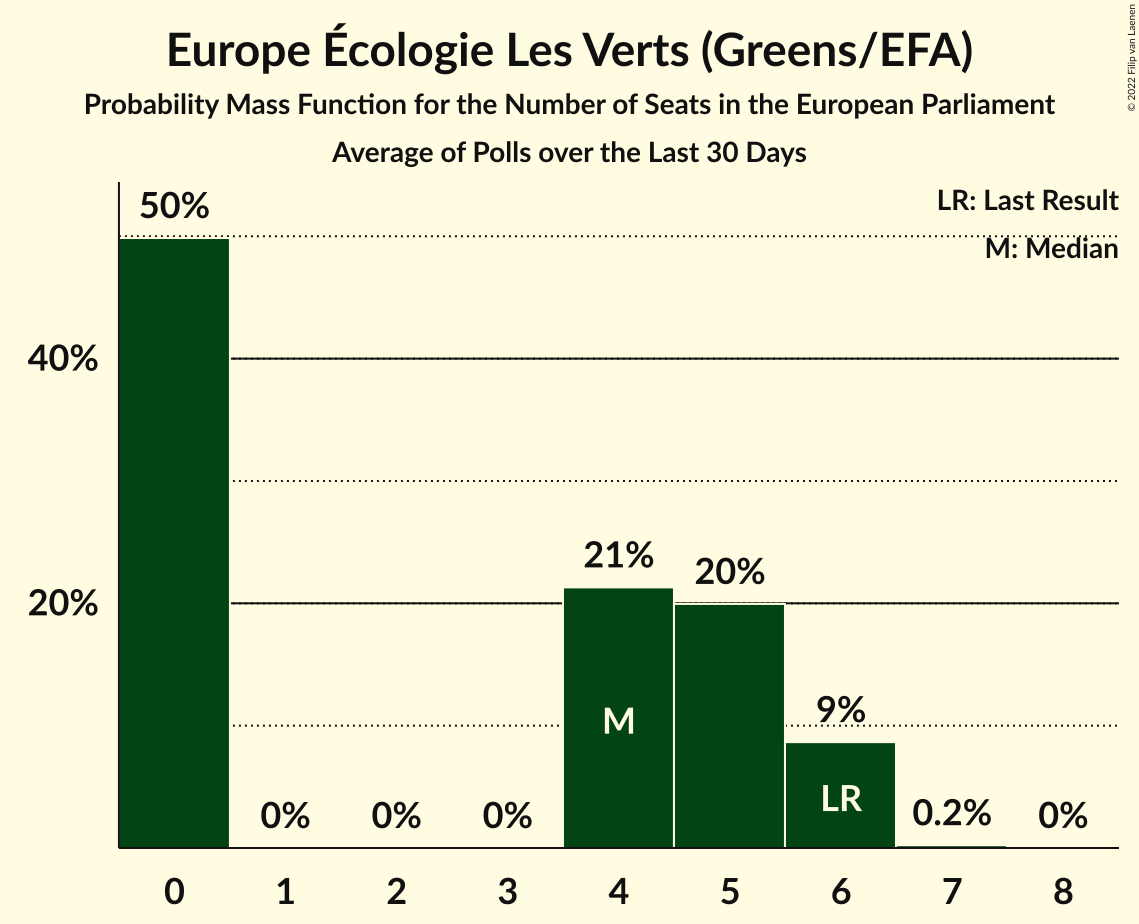 Europe Écologie Les Verts (Greens/EFA)
Probability Mass Function for the Number of Seats in the European Parliament
Average of Polls over the Last 30 Days
© 2022 Filip van Laenen
LR: Last Result
M: Median
50%
40%
20%
0%
0%
0%
21%
20%
9%
0.2%
0%
M
LR
0 1 2 3 4 5 6 7 8